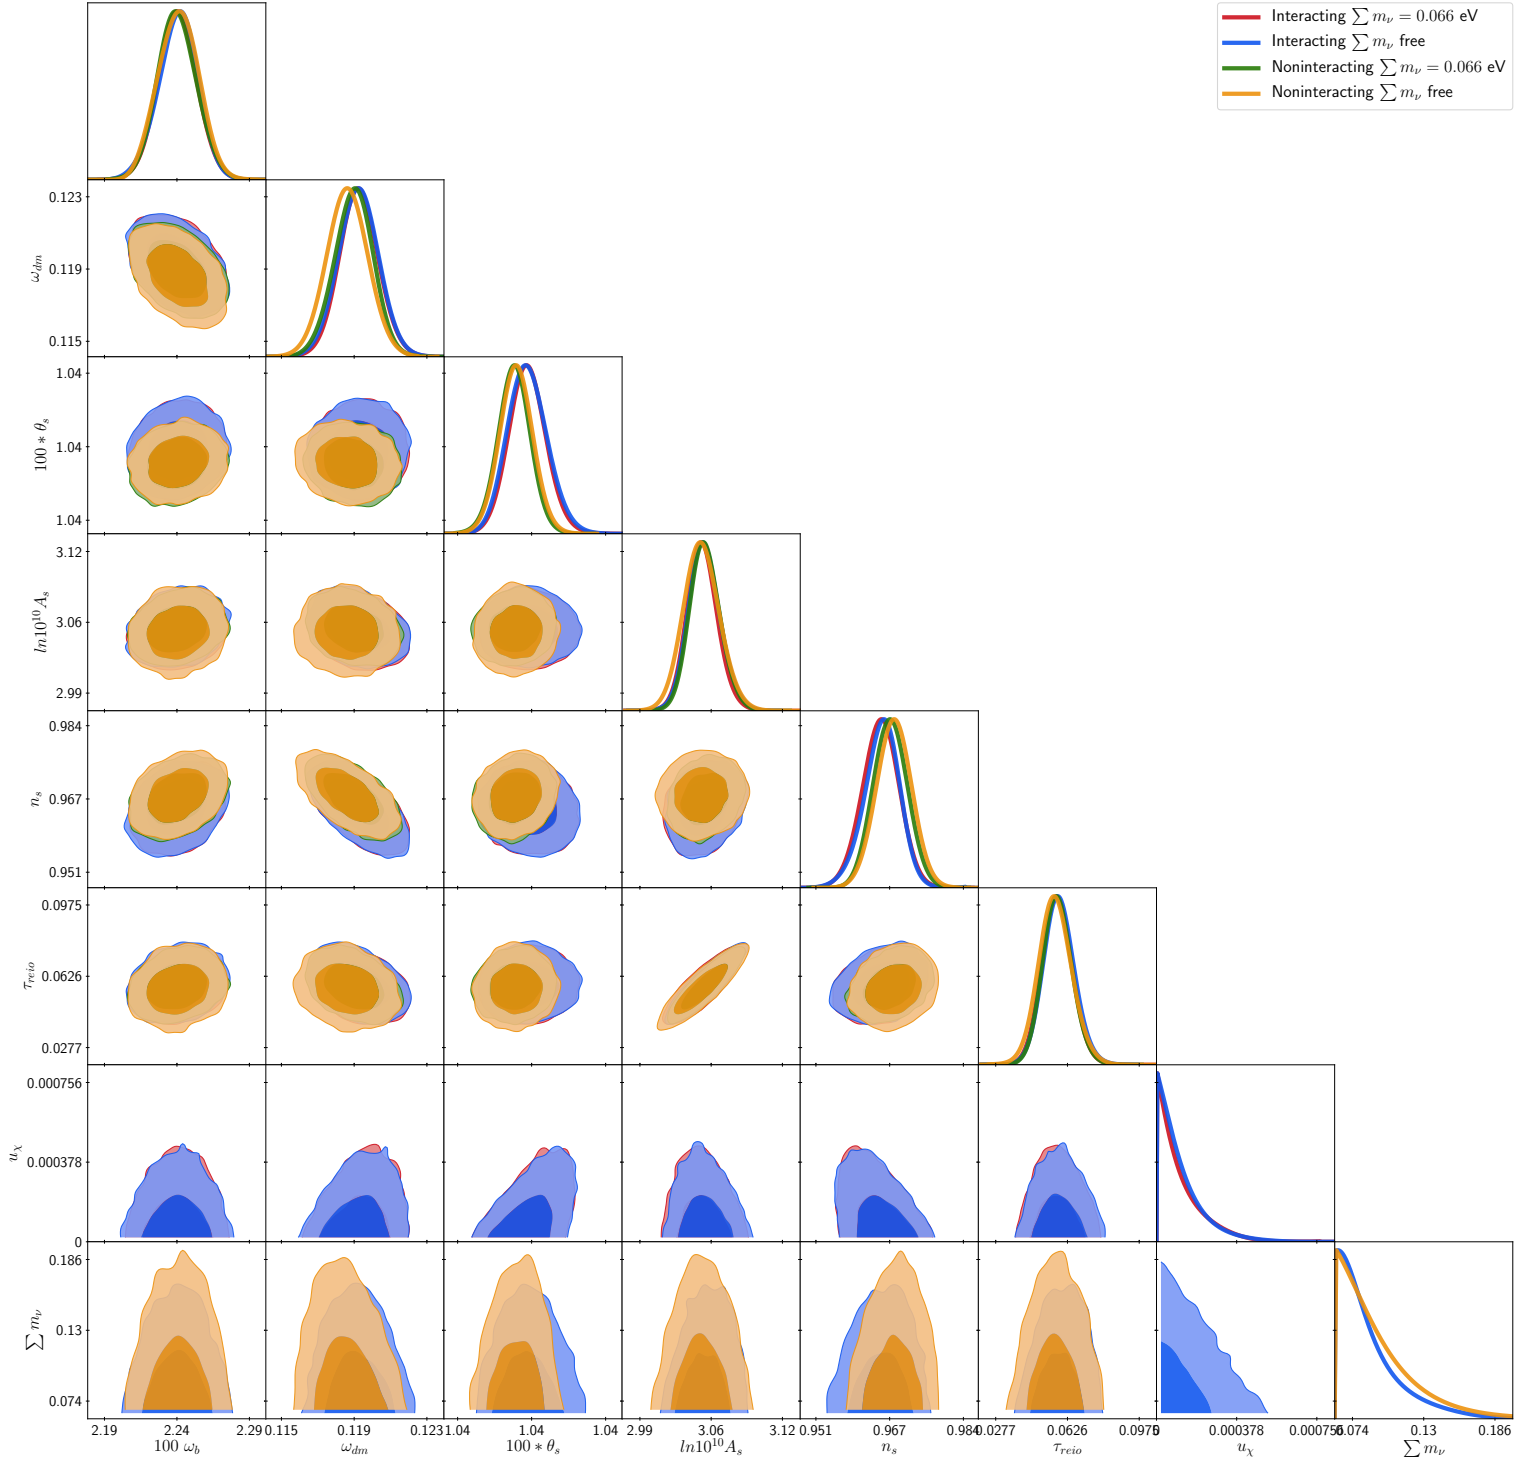 Interacting ∑ m_ν = 0.066 eV
Interacting ∑ m_ν free
Noninteracting ∑ m_ν = 0.066 eV
Noninteracting ∑ m_ν free
0.123
0.119
0.115
ω_dm
1.04
1.04
1.04
100 ∗ θ_s
3.12
3.06
2.99
ln10^10 A_s
0.984
0.967
0.951
n_s
0.0975
0.0626
0.0277
τ_reio
0.000756
0.000378
0
u_χ
0.186
0.13
0.074
∑ m_ν
2.19 2.24 2.29 0.115 0.119 0.123 1.04 1.04 1.04 2.99 3.06 3.12 0.951 0.967 0.984 0.0277 0.0626 0.0975 0 0.000378 0.000756 0.074 0.13 0.186
100 ω_b ω_dm 100 ∗ θ_s ln10^10 A_s n_s τ_reio u_χ ∑ m_ν